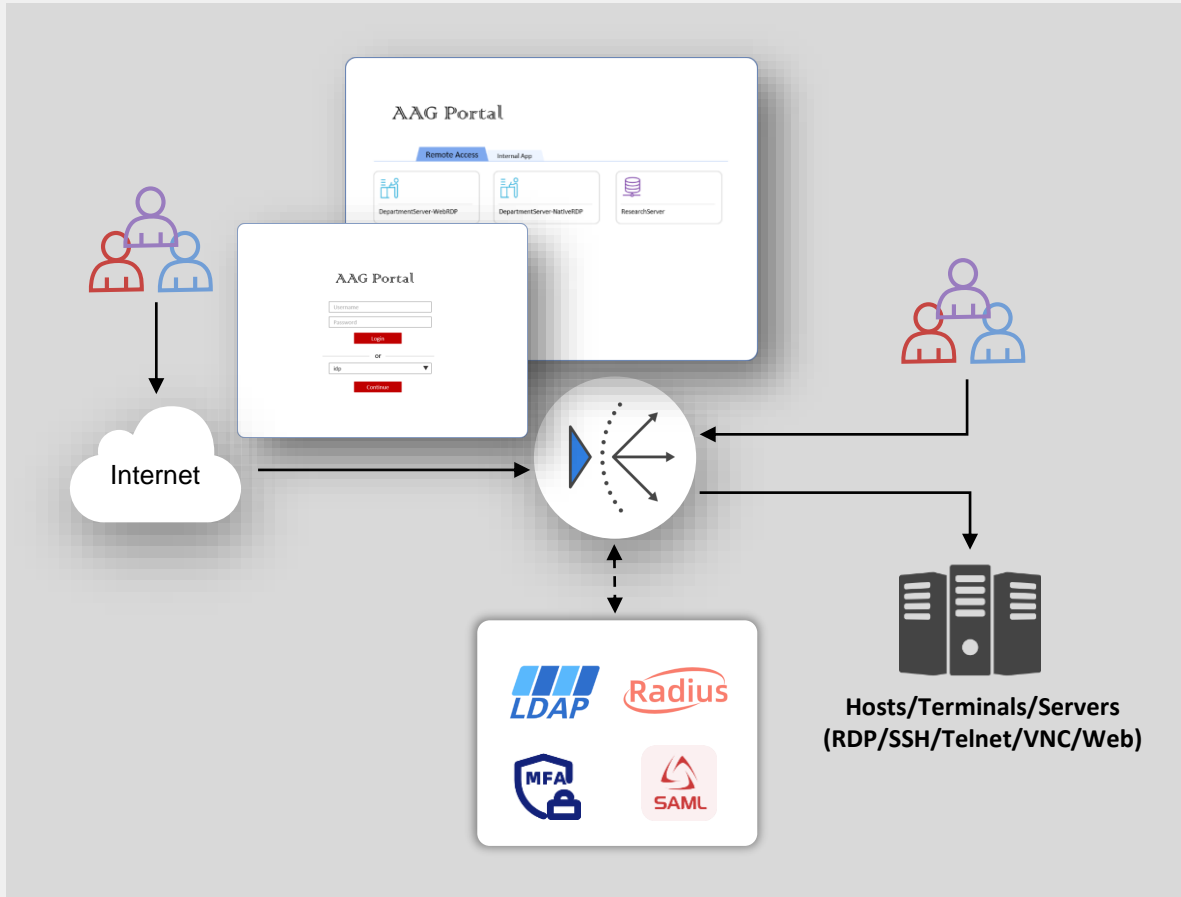 AAG Portal
Remote Access
Internal App
DepartmentServer-WebRDP
DepartmentServer-NativeRDP
ResearchServer
AAG Portal
Username
Password
Login
or
idp
Continue
Internet
LDAP
Radius
MFA
SAML
Hosts/Terminals/Servers
(RDP/SSH/Telnet/VNC/Web)